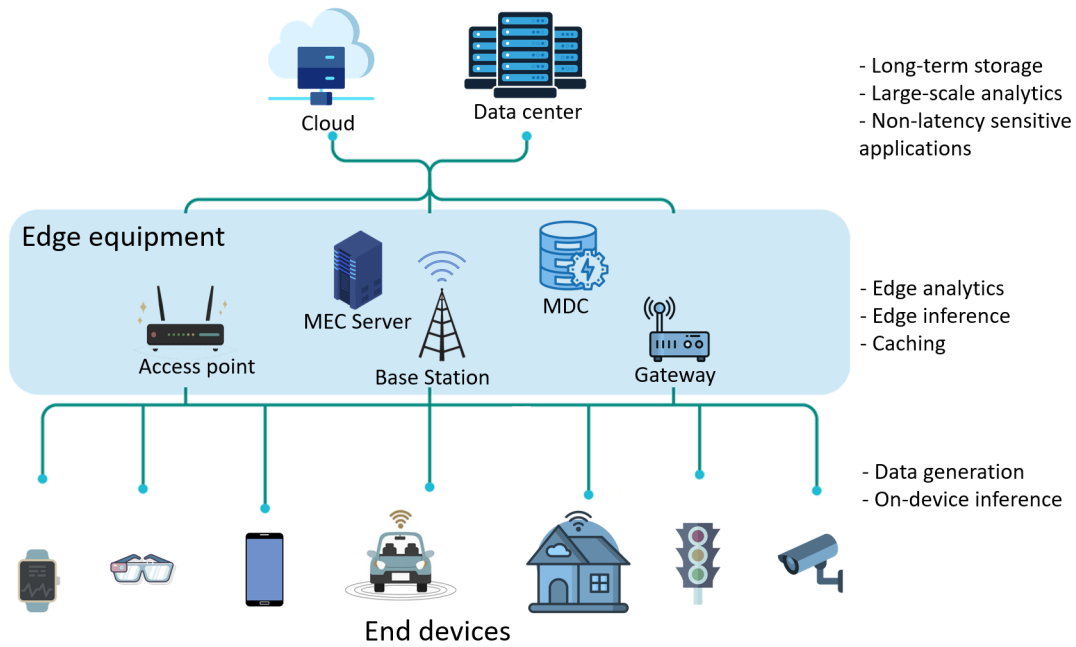 Cloud
Data center
- Long-term storage
- Large-scale analytics
- Non-latency sensitive
applications
Edge equipment
MEC Server
MDC
Access point
Base Station
Gateway
- Edge analytics
- Edge inference
- Caching
- Data generation
- On-device inference
End devices